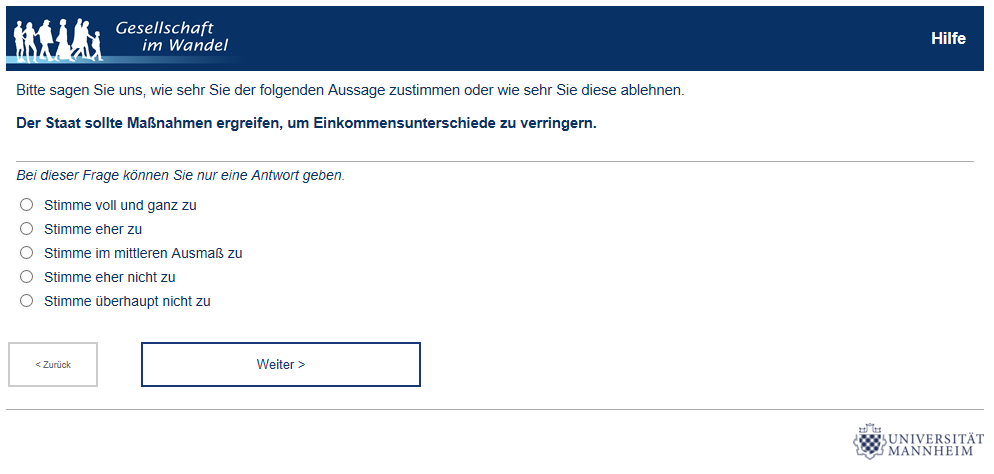 Gesellschaft
im Wandel
Hilfe
Bitte sagen Sie uns, wie sehr Sie der folgenden Aussage zustimmen oder wie sehr Sie diese ablehnen.
Der Staat sollte Maßnahmen ergreifen, um Einkommensunterschiede zu verringern.
Bei dieser Frage können Sie nur eine Antwort geben.
Stimme voll und ganz zu
Stimme eher zu
Stimme im mittleren Ausmaß zu
Stimme eher nicht zu
Stimme überhaupt nicht zu
< Zurück
Weiter >
UNIVERSITÄT
MANNHEIM